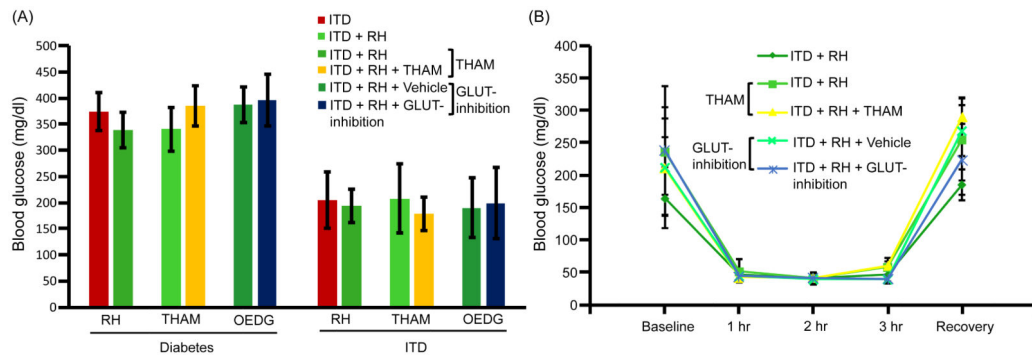 (A)
Blood glucose (mg/dl)
500
450
400
350
300
250
200
150
100
50
0
RH
THAM
OEDG
RH
THAM
OEDG
Diabetes
ITD
ITD
ITD + RH
ITD + RH
ITD + RH + THAM
THAM
ITD + RH + Vehicle
ITD + RH + GLUT-
inhibition
GLUT-
inhibition
(B)
Blood glucose (mg/dl)
400
350
300
250
200
150
100
50
0
Baseline
1 hr
2 hr
3 hr
Recovery
ITD + RH
THAM
ITD + RH
ITD + RH + THAM
GLUT-
inhibition
ITD + RH + Vehicle
ITD + RH + GLUT-
inhibition